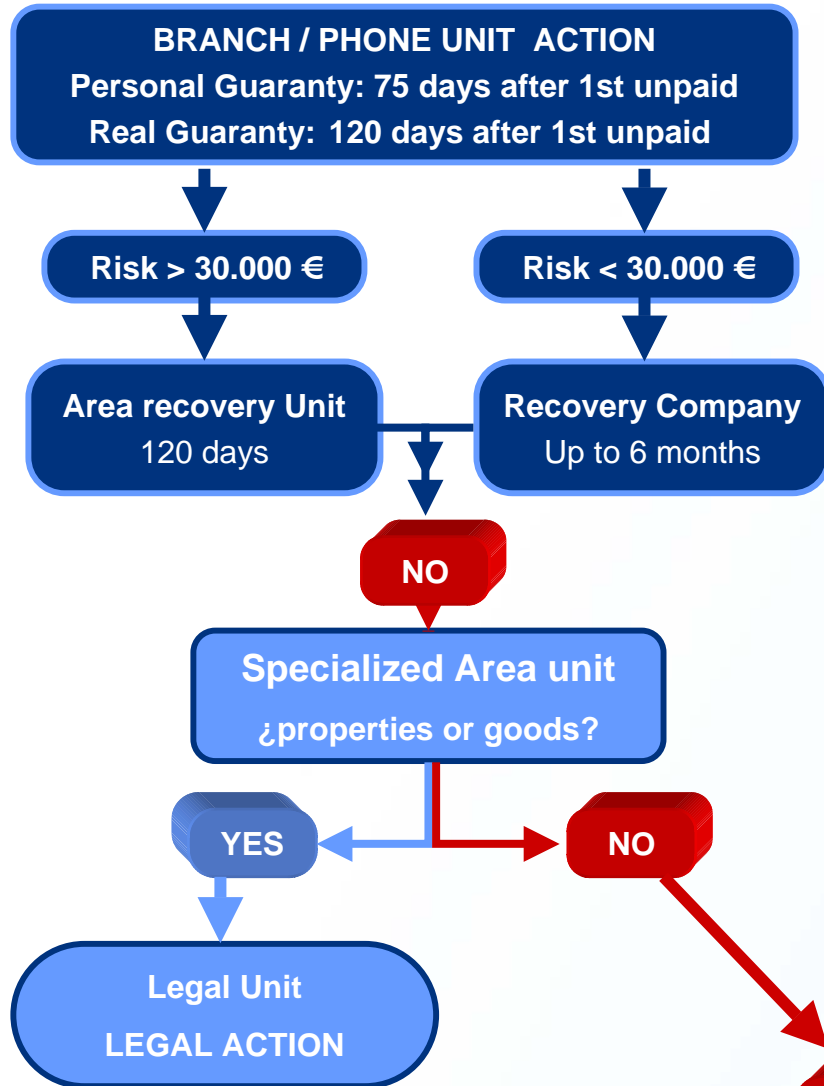 BRANCH / PHONE UNIT ACTION
Personal Guaranty: 75 days after 1st unpaid
Real Guaranty: 120 days after 1st unpaid
Risk > 30.000 €
Risk < 30.000 €
Area recovery Unit
120 days
Recovery Company
Up to 6 months
NO
Specialized Area unit
¿properties or goods?
YES
NO
Legal Unit
LEGAL ACTION